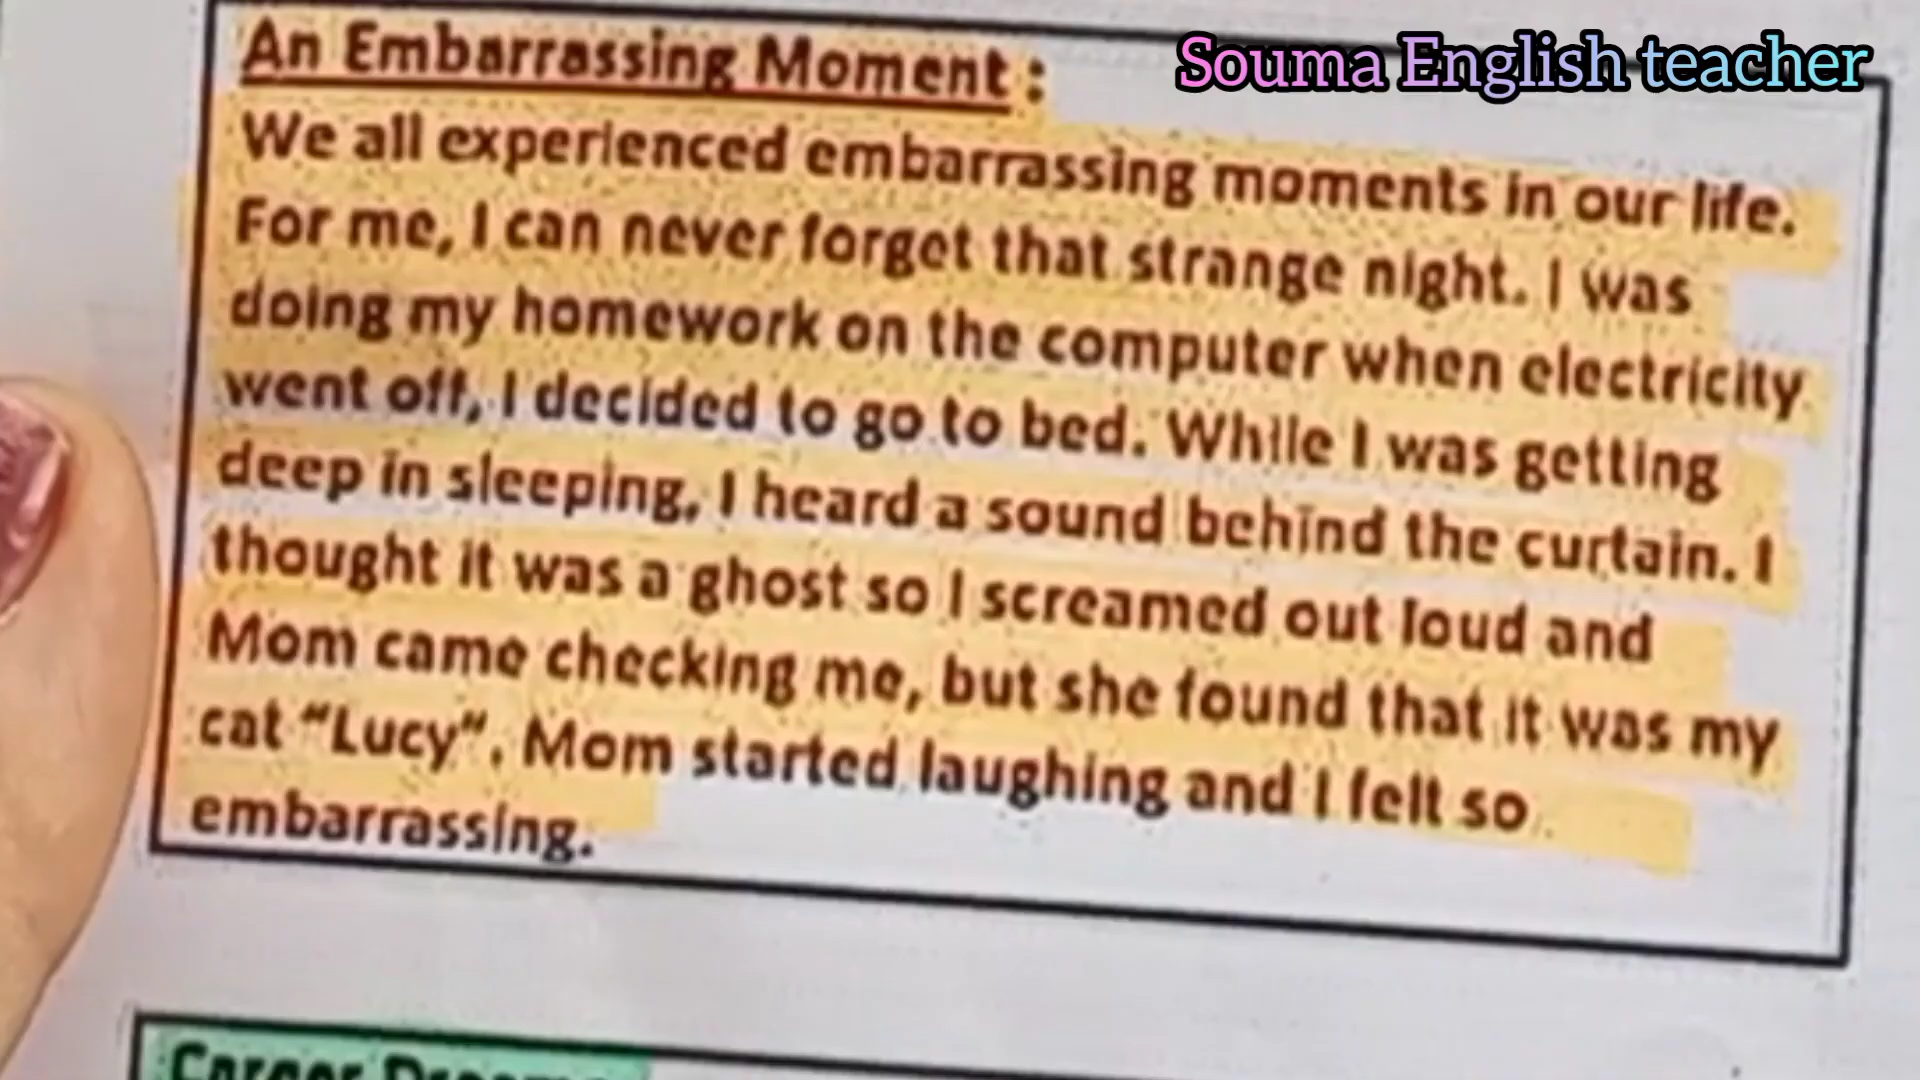 An Embarrassing Moment :
Souma English teacher
We all experienced embarrassing moments in our life.
For me, I can never forget that strange night. I was
doing my homework on the computer when electricity
went off, I decided to go to bed. While I was getting
deep in sleeping, I heard a sound behind the curtain. I
thought it was a ghost so I screamed out loud and
Mom came checking me, but she found that it was my
cat "Lucy". Mom started laughing and I felt so
embarrassing.
Career Dreams